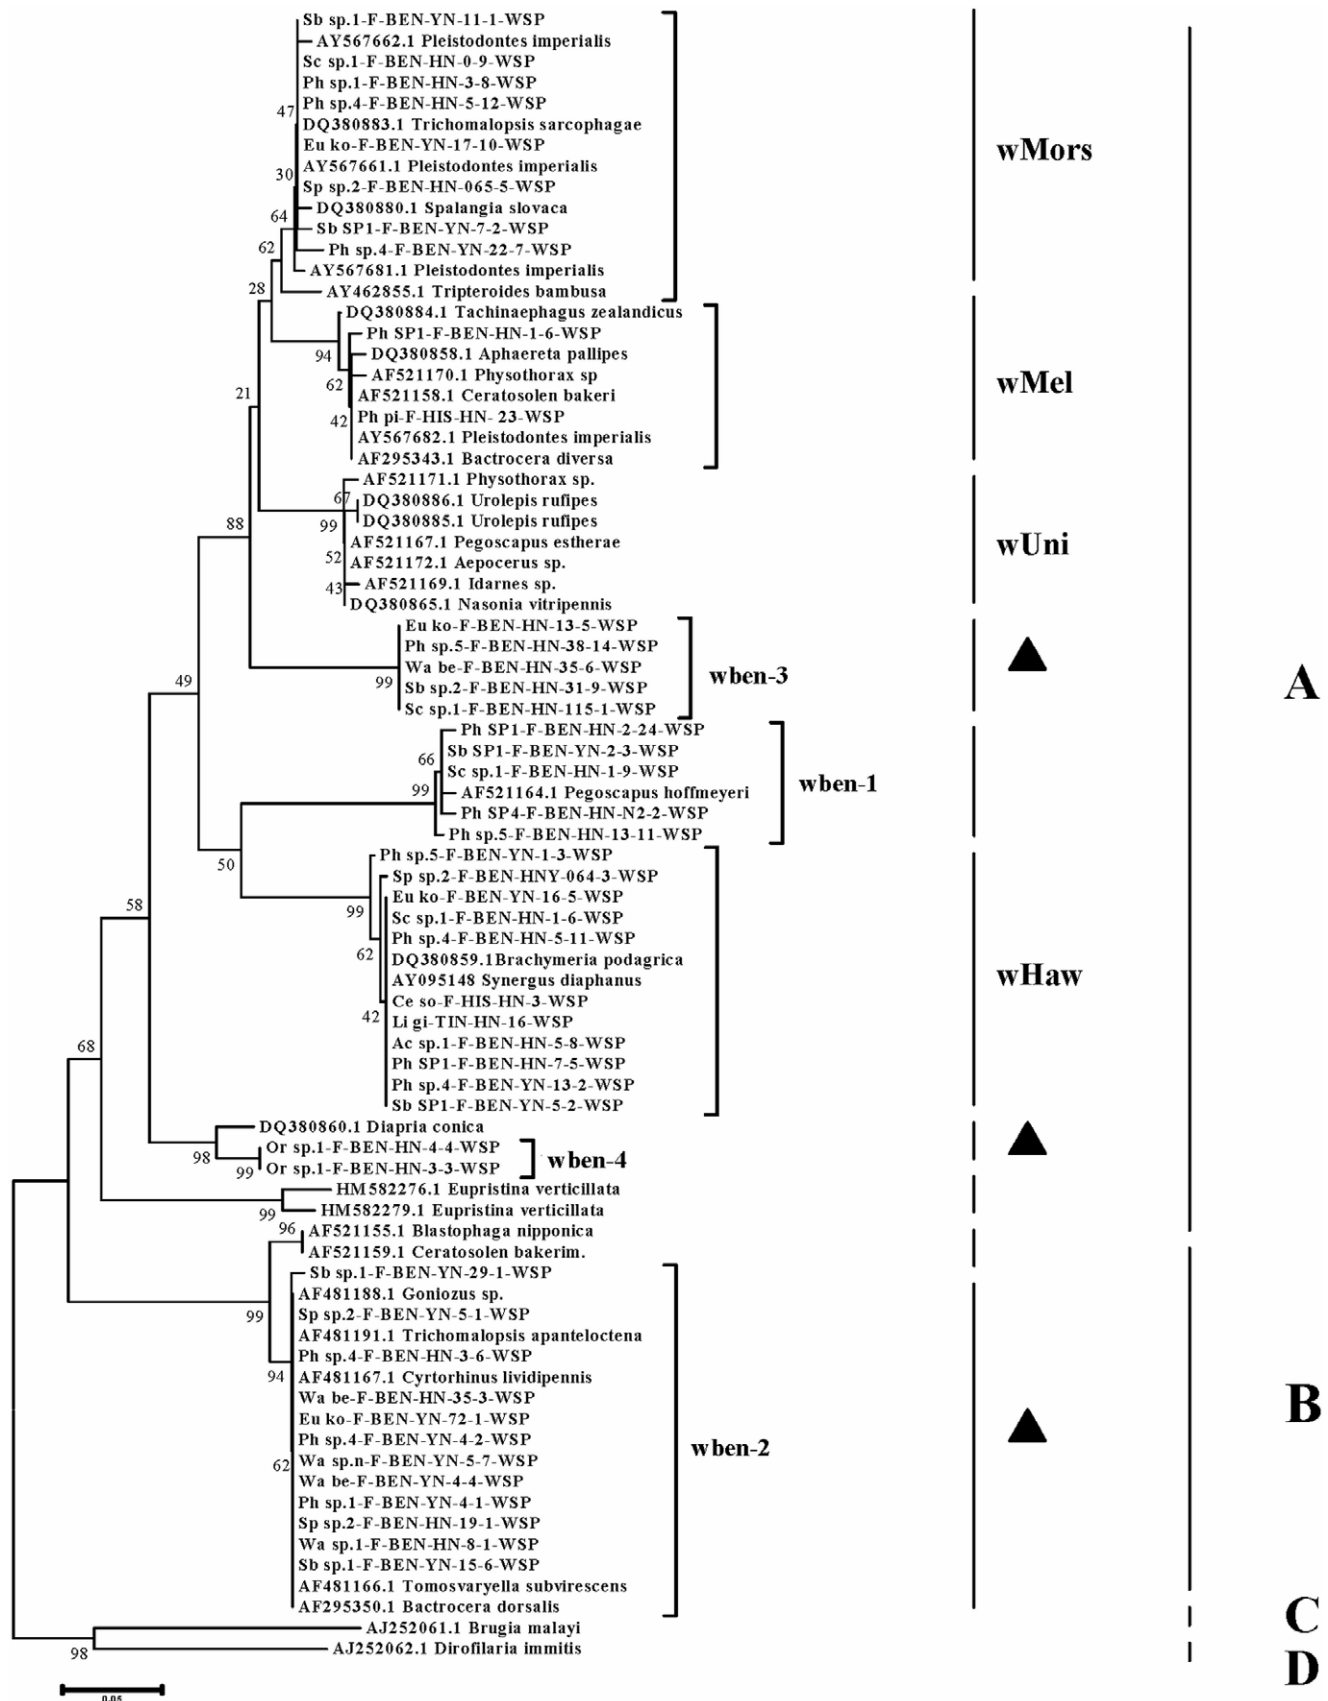 Sb sp.1-F-BEN-YN-11-1-WSP
AY567662.1 Pleistodontes imperialis
Sc sp.1-F-BEN-HN-0-9-WSP
Ph sp.1-F-BEN-HN-3-8-WSP
Ph sp.4-F-BEN-HN-5-12-WSP
47
DQ380883.1 Trichomalopsis sarcophagae
Eu ko-F-BEN-YN-17-10-WSP
wMors
AY567661.1 Pleistodontes imperialis
30
Sp sp.2-F-BEN-HN-065-5-WSP
DQ380880.1 Spalangia slovaca
64
Sb SP1-F-BEN-YN-7-2-WSP
62
Ph sp.4-F-BEN-YN-22-7-WSP
AY567681.1 Pleistodontes imperialis
28
AY462855.1 Tripteroides bambusa
DQ380884.1 Tachinaephagus zealandicus
Ph SP1-F-BEN-HN-1-6-WSP
94
DQ380858.1 Aphaereta pallipes
AF521170.1 Physothorax sp
wMel
62
21
AF521158.1 Ceratosolen bakeri
Ph pi-F-HIS-HN- 23-WSP
42
AY567682.1 Pleistodontes imperialis
AF295343.1 Bactrocera diversa
AF521171.1 Physothorax sp.
67
DQ380886.1 Urolepis rufipes
DQ380885.1 Urolepis rufipes
88
99
AF521167.1 Pegoscapus estherae
wUni
52
AF521172.1 Aepocerus sp.
43
AF521169.1 Idarnes sp.
DQ380865.1 Nasonia vitripennis
Eu ko-F-BEN-HN-13-5-WSP
Ph sp.5-F-BEN-HN-38-14-WSP
Wa be-F-BEN-HN-35-6-WSP
wben-3
49
99
A
Sb sp.2-F-BEN-HN-31-9-WSP
Sc sp.1-F-BEN-HN-115-1-WSP
Ph SP1-F-BEN-HN-2-24-WSP
Sb SP1-F-BEN-YN-2-3-WSP
66
Sc sp.1-F-BEN-HN-1-9-WSP
wben-1
99
AF521164.1 Pegoscapus hoffmeyeri
Ph SP4-F-BEN-HN-N2-2-WSP
Ph sp.5-F-BEN-HN-13-11-WSP
50
Ph sp.5-F-BEN-YN-1-3-WSP
Sp sp.2-F-BEN-HNY-064-3-WSP
Eu ko-F-BEN-YN-16-5-WSP
58
99
Sc sp.1-F-BEN-HN-1-6-WSP
Ph sp.4-F-BEN-HN-5-11-WSP
62
DQ380859.1Brachymeria podagrica
wHaw
AY095148 Synergus diaphanus
Ce so-F-HIS-HN-3-WSP
42
Li gi-TIN-HN-16-WSP
Ac sp.1-F-BEN-HN-5-8-WSP
68
Ph SP1-F-BEN-HN-7-5-WSP
Ph sp.4-F-BEN-YN-13-2-WSP
Sb SP1-F-BEN-YN-5-2-WSP
DQ380860.1 Diapria conica
Or sp.1-F-BEN-HN-4-4-WSP
98
wben-4
99
Or sp.1-F-BEN-HN-3-3-WSP
HM582276.1 Eupristina verticillata
99
HM582279.1 Eupristina verticillata
96
AF521155.1 Blastophaga nipponica
AF521159.1 Ceratosolen bakerim.
Sb sp.1-F-BEN-YN-29-1-WSP
AF481188.1 Goniozus sp.
99
Sp sp.2-F-BEN-YN-5-1-WSP
AF481191.1 Trichomalopsis apanteloctena
Ph sp.4-F-BEN-HN-3-6-WSP
94
AF481167.1 Cyrtorhinus lividipennis
Wa be-F-BEN-HN-35-3-WSP
B
Eu ko-F-BEN-YN-72-1-WSP
Ph sp.4-F-BEN-YN-4-2-WSP
wben-2
62
Wa sp.n-F-BEN-YN-5-7-WSP
Wa be-F-BEN-YN-4-4-WSP
Ph sp.1-F-BEN-YN-4-1-WSP
Sp sp.2-F-BEN-HN-19-1-WSP
Wa sp.1-F-BEN-HN-8-1-WSP
Sb sp.1-F-BEN-YN-15-6-WSP
AF481166.1 Tomosvaryella subvirescens
AF295350.1 Bactrocera dorsalis
C
AJ252061.1 Brugia malayi
98
AJ252062.1 Dirofilaria immitis
D
0.05